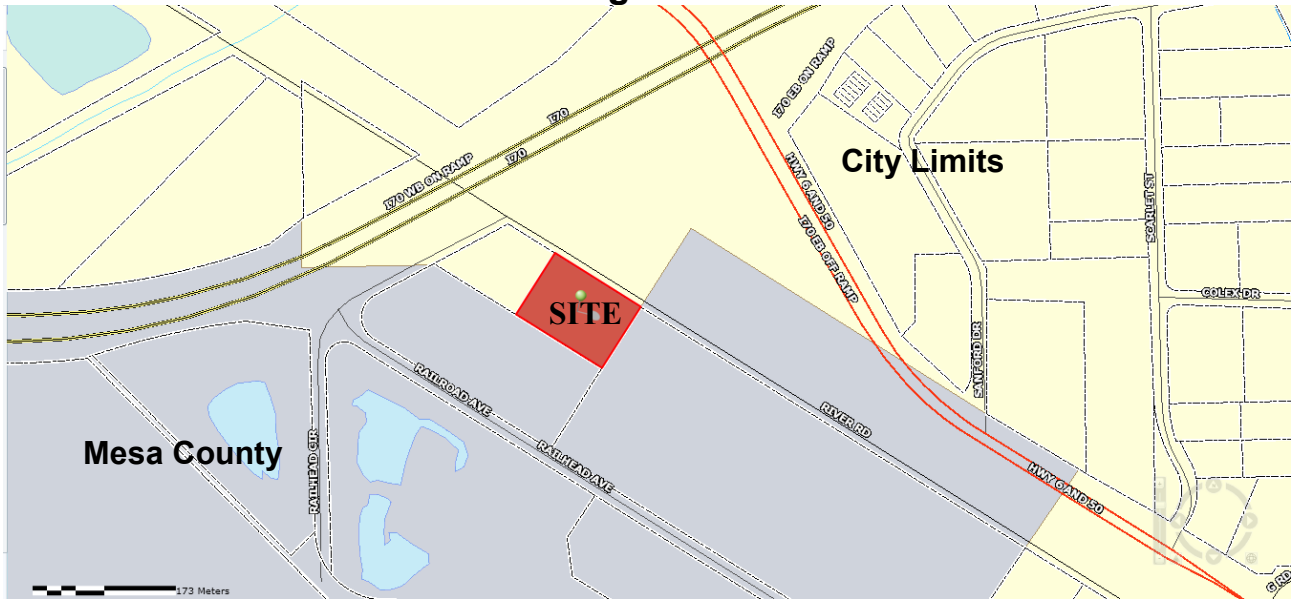 g
I70 EB ON RAMP
I70
I70
I70 WB ON RAMP
City Limits
HWY 6 AND 50
SCARLET ST
I70 EB OFF RAMP
COLEX DR
SITE
SANFORD DR
RAILROAD AVE
RIVER RD
Mesa County
RAILHEAD CIR
RAILHEAD AVE
HWY 6 AND 50
G RD
173 Meters